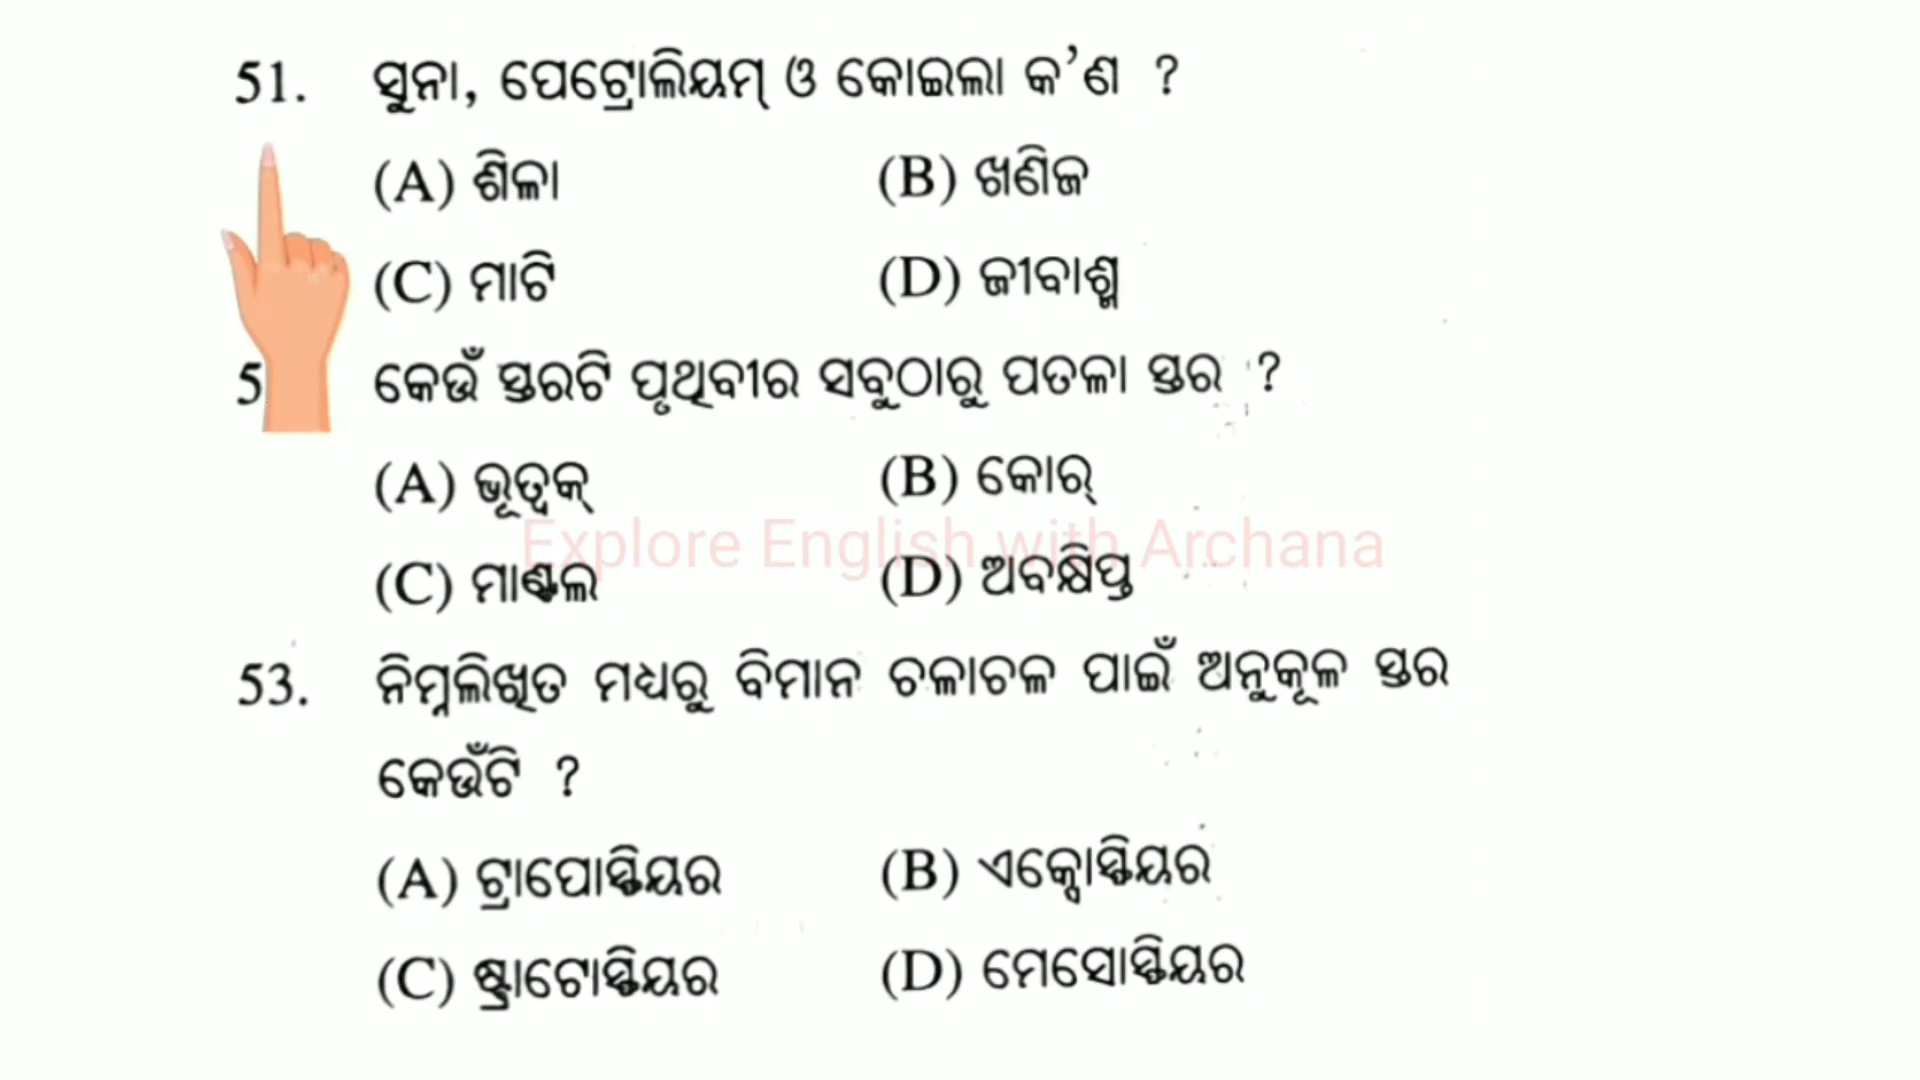 51. ସୁନା, ପେଟ୍ରୋଲିୟମ୍ ଓ କୋଇଲା କ'ଣ ?
(A) ଶିଳା (B) ଖଣିଜ
(C) ମାଟି (D) ଜୀବାଶ୍ମ
5 କେଉଁ ସ୍ତରଟି ପୃଥିବୀର ସବୁଠାରୁ ପତଳା ସ୍ତର ?
(A) ଭୂତ୍ୱକ୍ (B) କୋର୍
Explore English with Archana
(C) ମାଣ୍ଟଲ (D) ଅବକ୍ଷିପ୍ତ
53. ନିମ୍ନଲିଖିତ ମଧ୍ୟରୁ ବିମାନ ଚଳାଚଳ ପାଇଁ ଅନୁକୂଳ ସ୍ତର
କେଉଁଟି ?
(A) ଟ୍ରାପୋସ୍ଫିୟର (B) ଏକ୍ସୋସ୍ଫିୟର
(C) ଷ୍ଟ୍ରାଟୋସ୍ଫିୟର (D) ମେସୋସ୍ଫିୟର